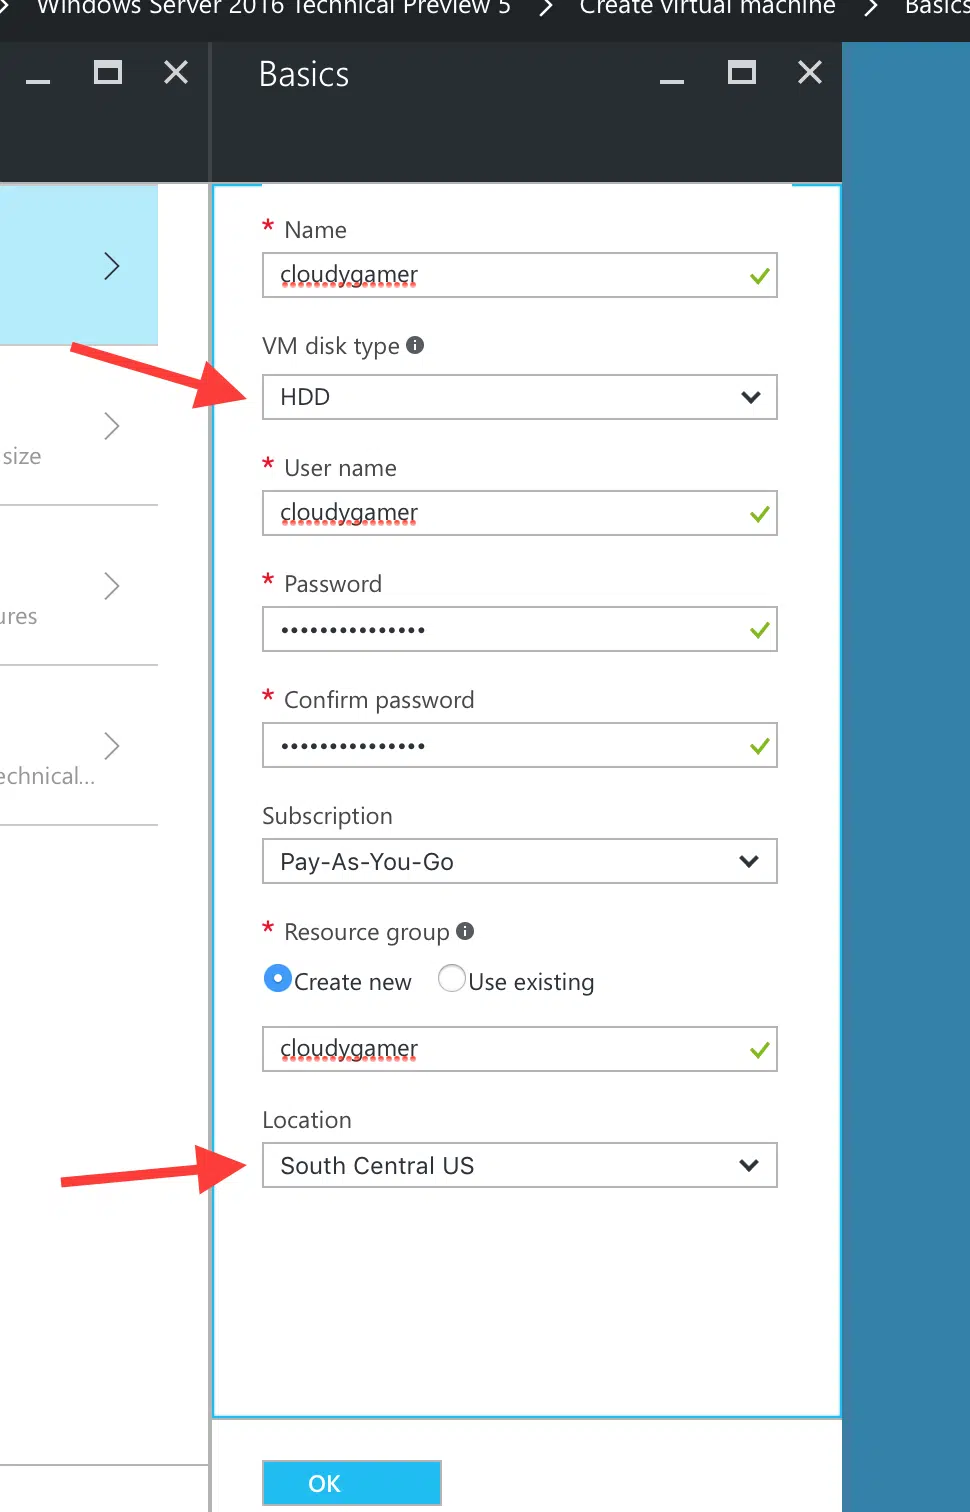 Windows Server 2016 Technical Preview 5 > Create virtual machine > Basics
Basics
size
ures
echnical...
* Name
cloudygamer
VM disk type
HDD
* User name
cloudygamer
* Password
•••••••••••••••
* Confirm password
•••••••••••••••
Subscription
Pay-As-You-Go
* Resource group
Create new Use existing
cloudygamer
Location
South Central US
OK